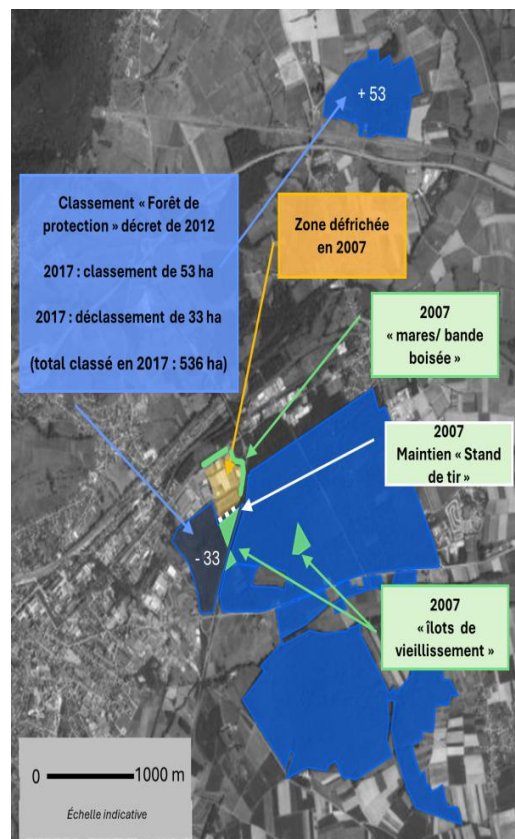 + 53
Classement « Forêt de
protection » décret de 2012
2017 : classement de 53 ha
2017 : déclassement de 33 ha
(total classé en 2017 : 536 ha)
Zone défrichée
en 2007
2007
« mares/ bande
boisée »
2007
Maintien « Stand
de tir »
- 33
2007
« îlots de
vieillissement »
0 1000 m
Échelle indicative